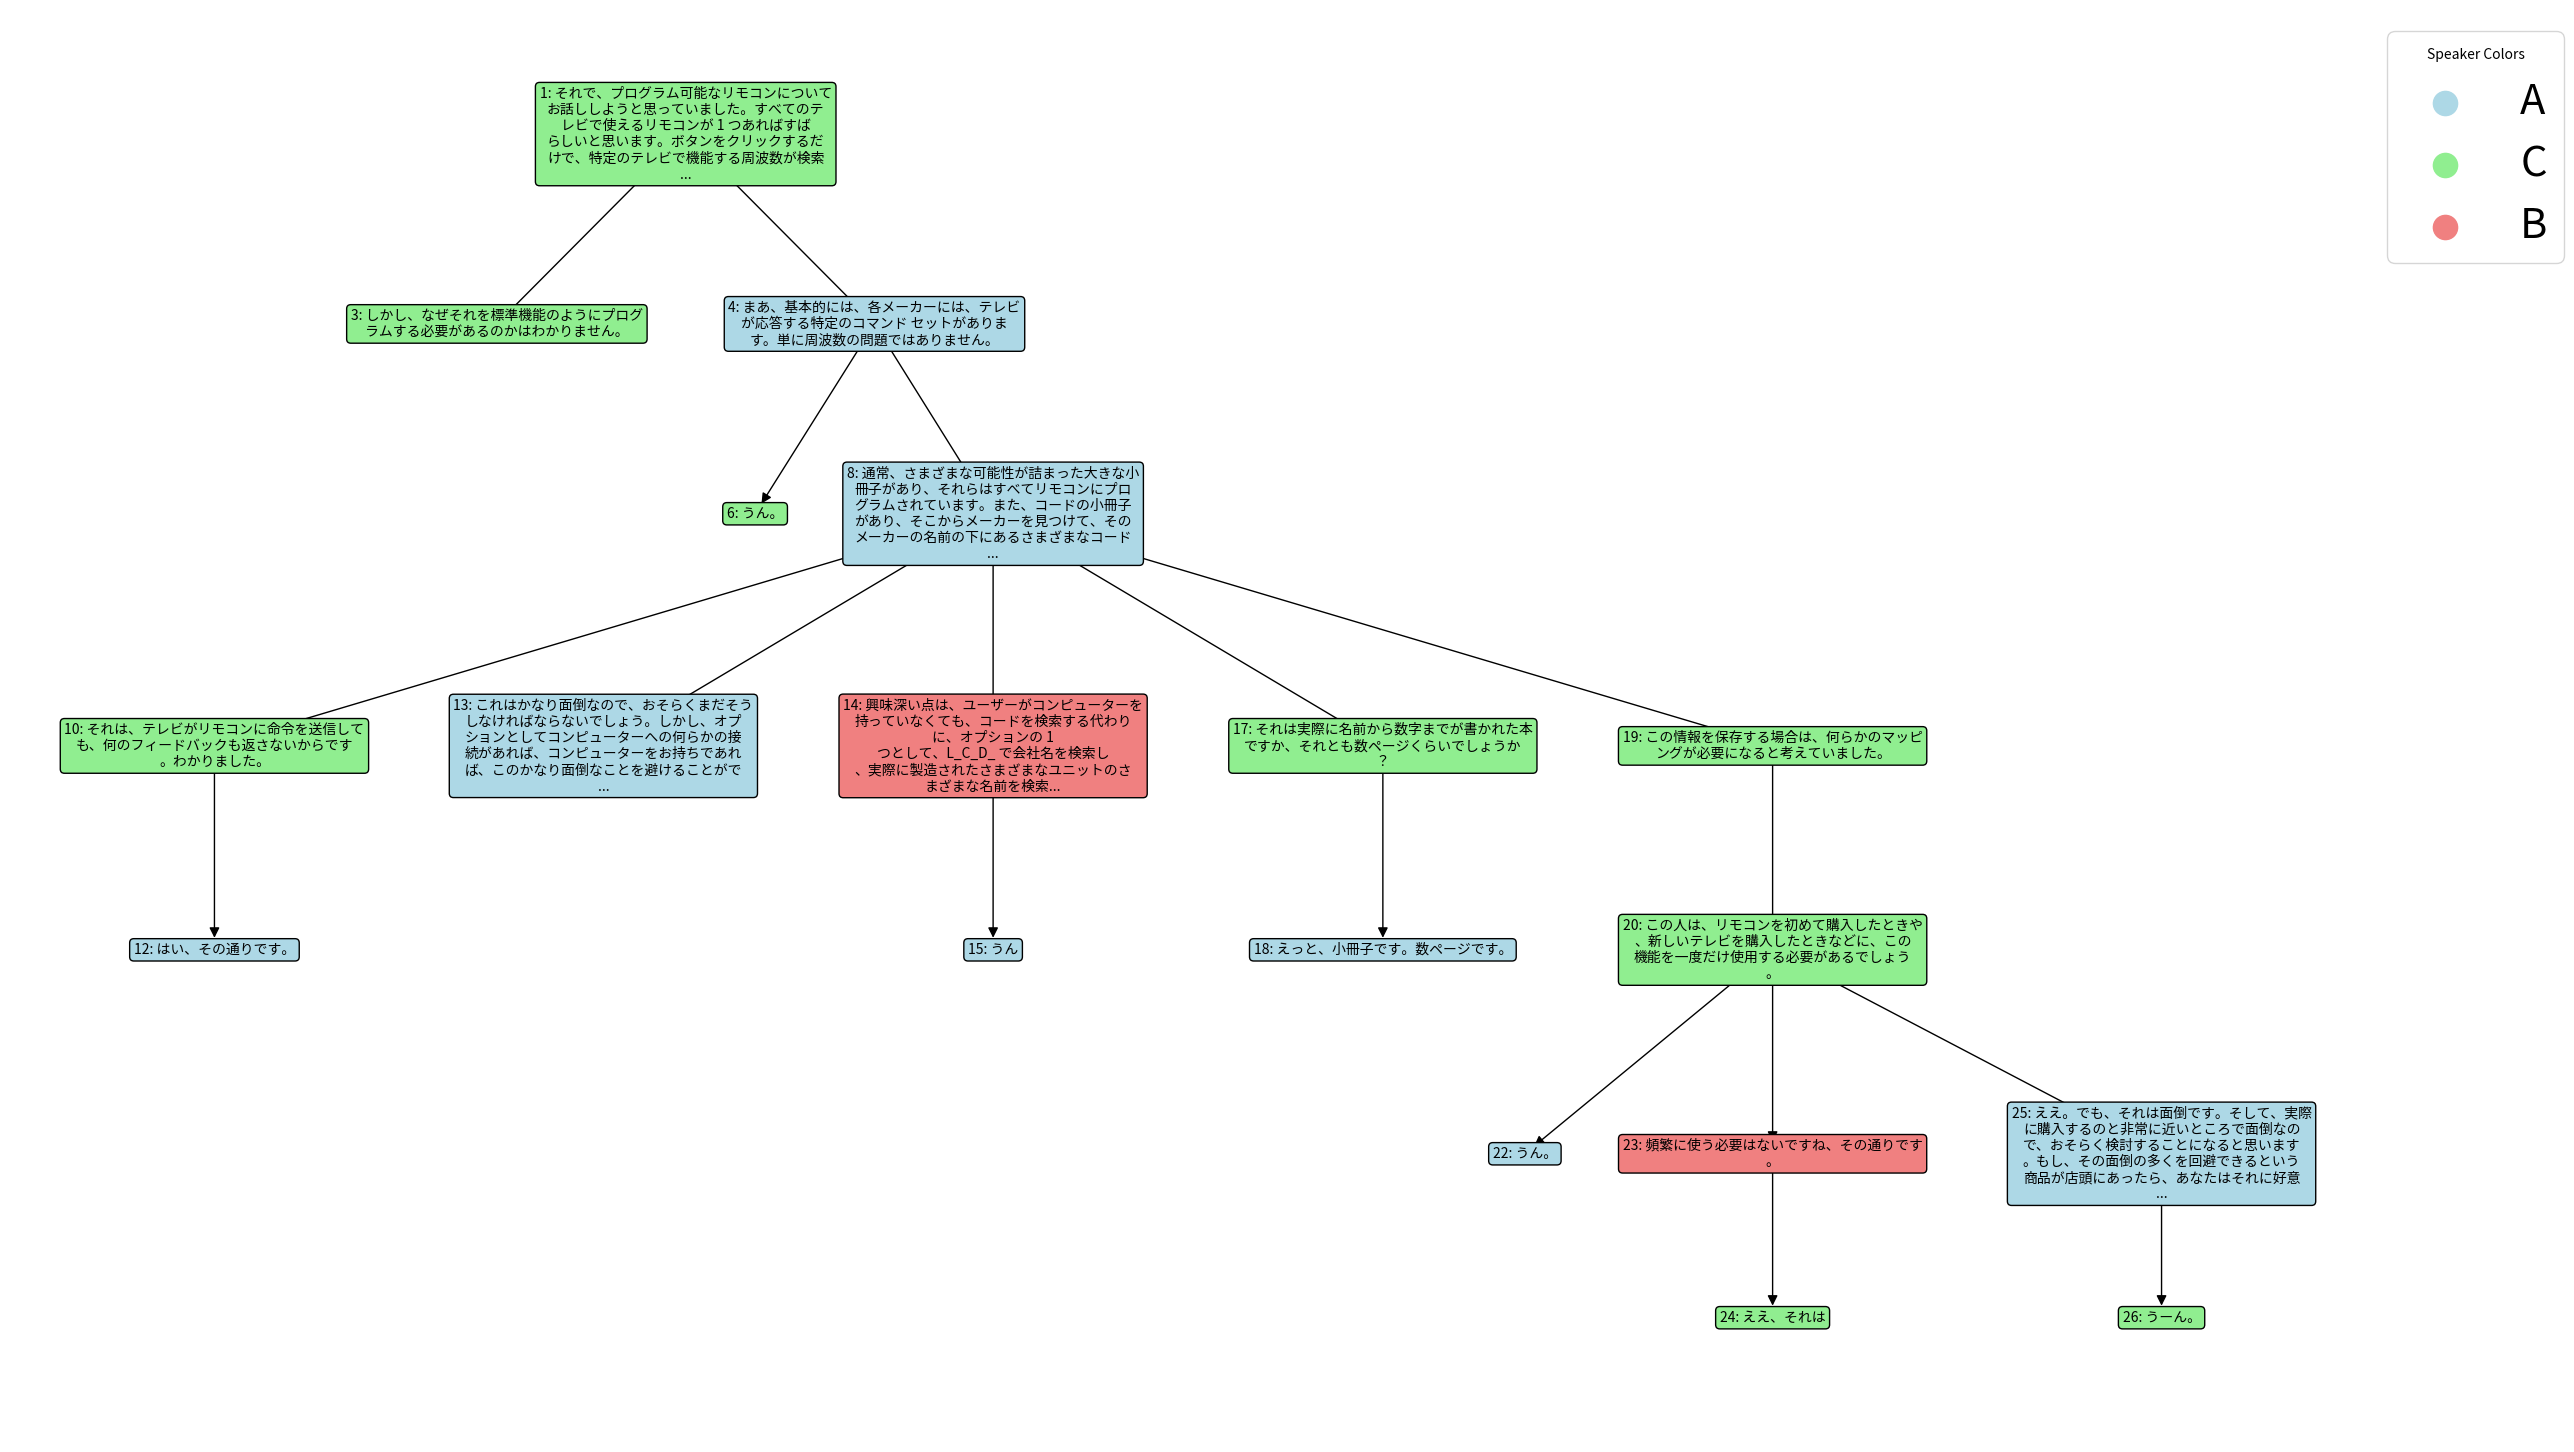 Speaker Colors
A
C
B
1: それで、プログラム可能なリモコンについて
お話ししようと思っていました。すべてのテ
レビで使えるリモコンが 1 つあればすば
らしいと思います。ボタンをクリックするだ
けで、特定のテレビで機能する周波数が検索
...
3: しかし、なぜそれを標準機能のようにプログ
ラムする必要があるのかはわかりません。
4: まあ、基本的には、各メーカーには、テレビ
が応答する特定のコマンド セットがありま
す。単に周波数の問題ではありません。
6: うん。
8: 通常、さまざまな可能性が詰まった大きな小
冊子があり、それらはすべてリモコンにプロ
グラムされています。また、コードの小冊子
があり、そこからメーカーを見つけて、その
メーカーの名前の下にあるさまざまなコード
...
10: それは、テレビがリモコンに命令を送信して
も、何のフィードバックも返さないからです
。わかりました。
13: これはかなり面倒なので、おそらくまだそう
しなければならないでしょう。しかし、オプ
ションとしてコンピューターへの何らかの接
続があれば、コンピューターをお持ちであれ
ば、このかなり面倒なことを避けることがで
...
14: 興味深い点は、ユーザーがコンピューターを
持っていなくても、コードを検索する代わり
に、オプションの 1
つとして、L_C_D_ で会社名を検索し
、実際に製造されたさまざまなユニットのさ
まざまな名前を検索...
17: それは実際に名前から数字までが書かれた本
ですか、それとも数ページくらいでしょうか
？
19: この情報を保存する場合は、何らかのマッピ
ングが必要になると考えていました。
12: はい、その通りです。
15: うん
18: えっと、小冊子です。数ページです。
20: この人は、リモコンを初めて購入したときや
、新しいテレビを購入したときなどに、この
機能を一度だけ使用する必要があるでしょう
。
22: うん。
23: 頻繁に使う必要はないですね、その通りです
。
25: ええ。でも、それは面倒です。そして、実際
に購入するのと非常に近いところで面倒なの
で、おそらく検討することになると思います
。もし、その面倒の多くを回避できるという
商品が店頭にあったら、あなたはそれに好意
...
24: ええ、それは
26: うーん。